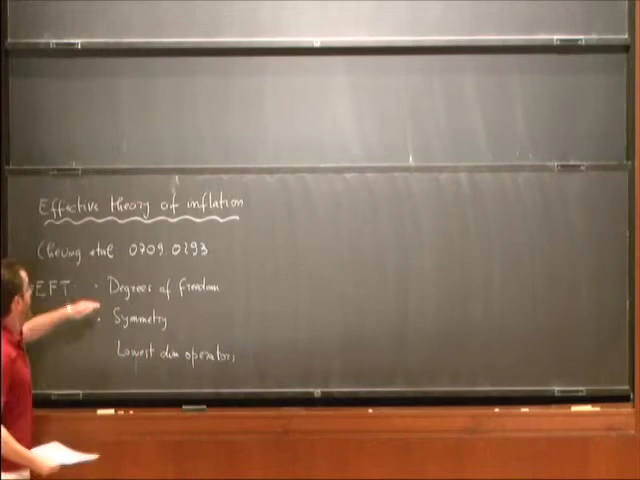 Effective theory of inflation
Cheung et al 0709.0293
EFT · Degrees of freedom
· Symmetry
Lowest dim operators